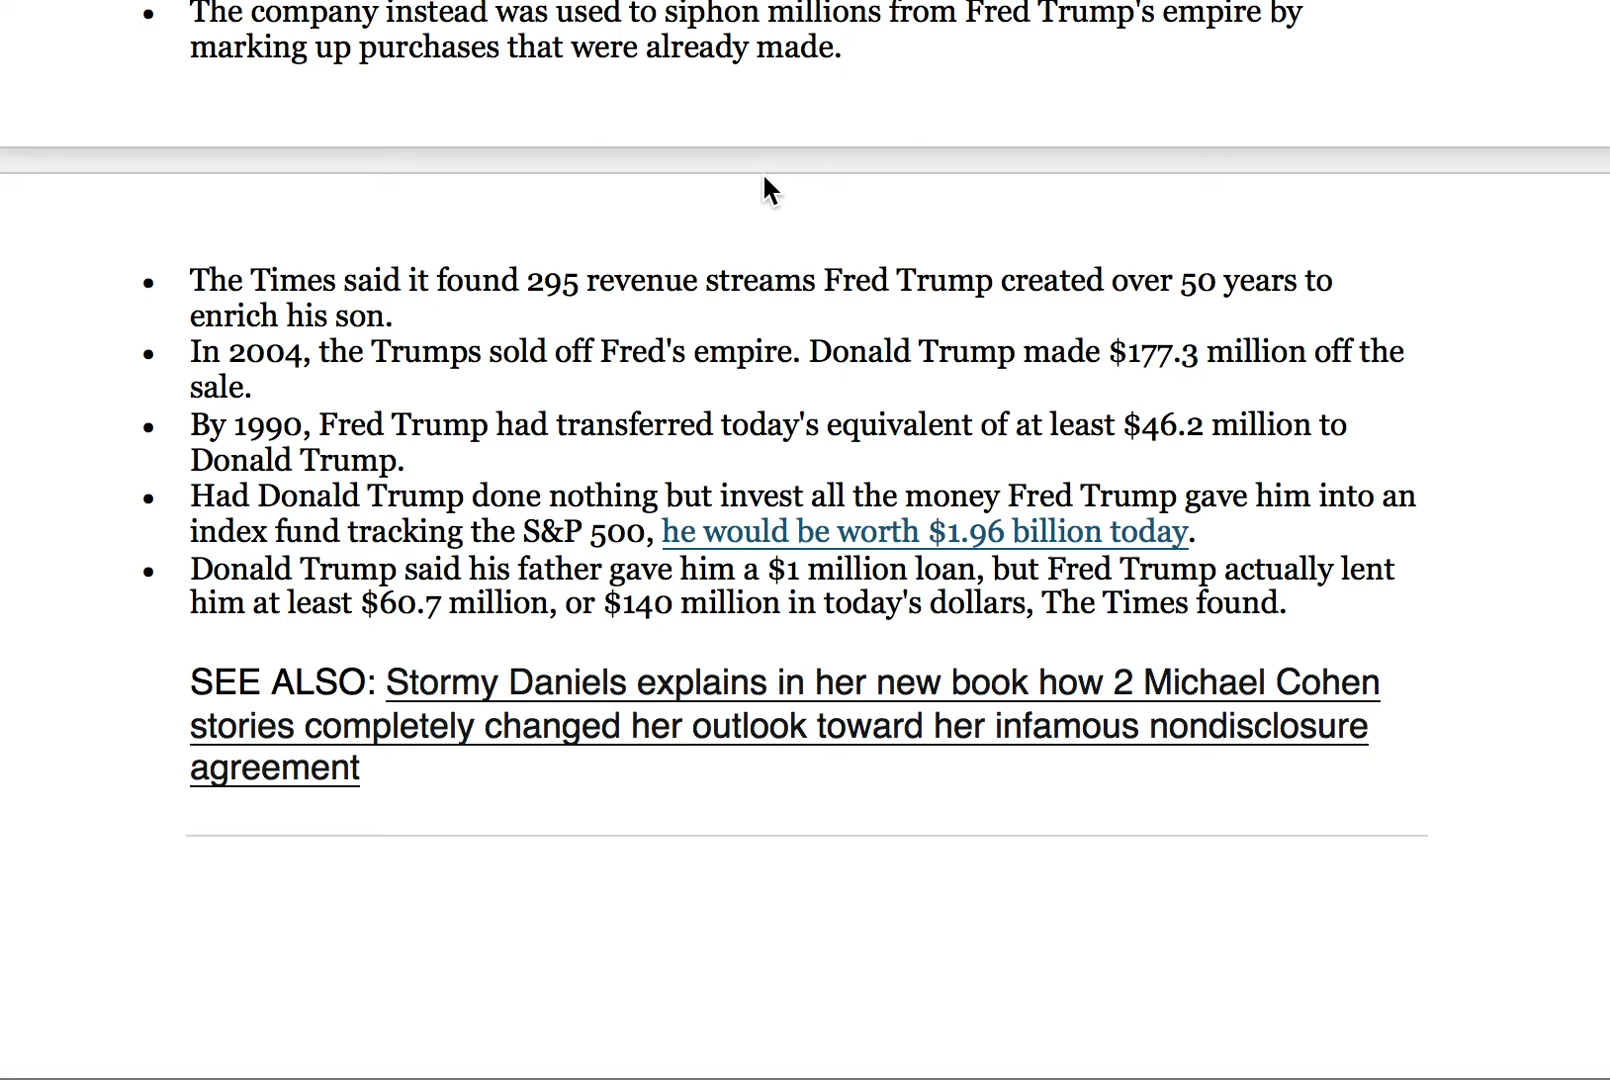 • The company instead was used to siphon millions from Fred Trump's empire by
marking up purchases that were already made.
• The Times said it found 295 revenue streams Fred Trump created over 50 years to
enrich his son.
• In 2004, the Trumps sold off Fred's empire. Donald Trump made $177.3 million off the
sale.
• By 1990, Fred Trump had transferred today's equivalent of at least $46.2 million to
Donald Trump.
• Had Donald Trump done nothing but invest all the money Fred Trump gave him into an
index fund tracking the S&P 500, he would be worth $1.96 billion today.
• Donald Trump said his father gave him a $1 million loan, but Fred Trump actually lent
him at least $60.7 million, or $140 million in today's dollars, The Times found.
SEE ALSO: Stormy Daniels explains in her new book how 2 Michael Cohen
stories completely changed her outlook toward her infamous nondisclosure
agreement